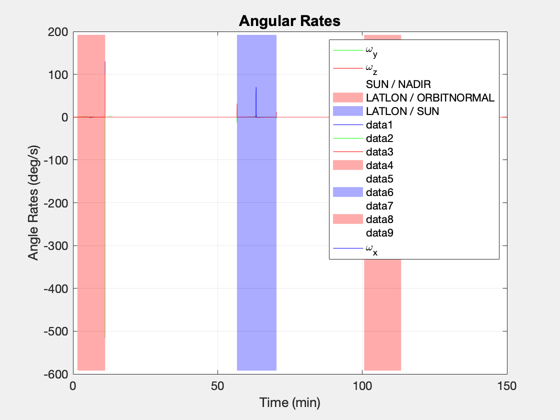 Angular Rates
200
100
0
-100
-200
-300
-400
-500
-600
0
50
100
150
Angle Rates (deg/s)
Time (min)
ω_y
ω_z
SUN / NADIR
LATLON / ORBITNORMAL
LATLON / SUN
data1
data2
data3
data4
data5
data6
data7
data8
data9
ω_x